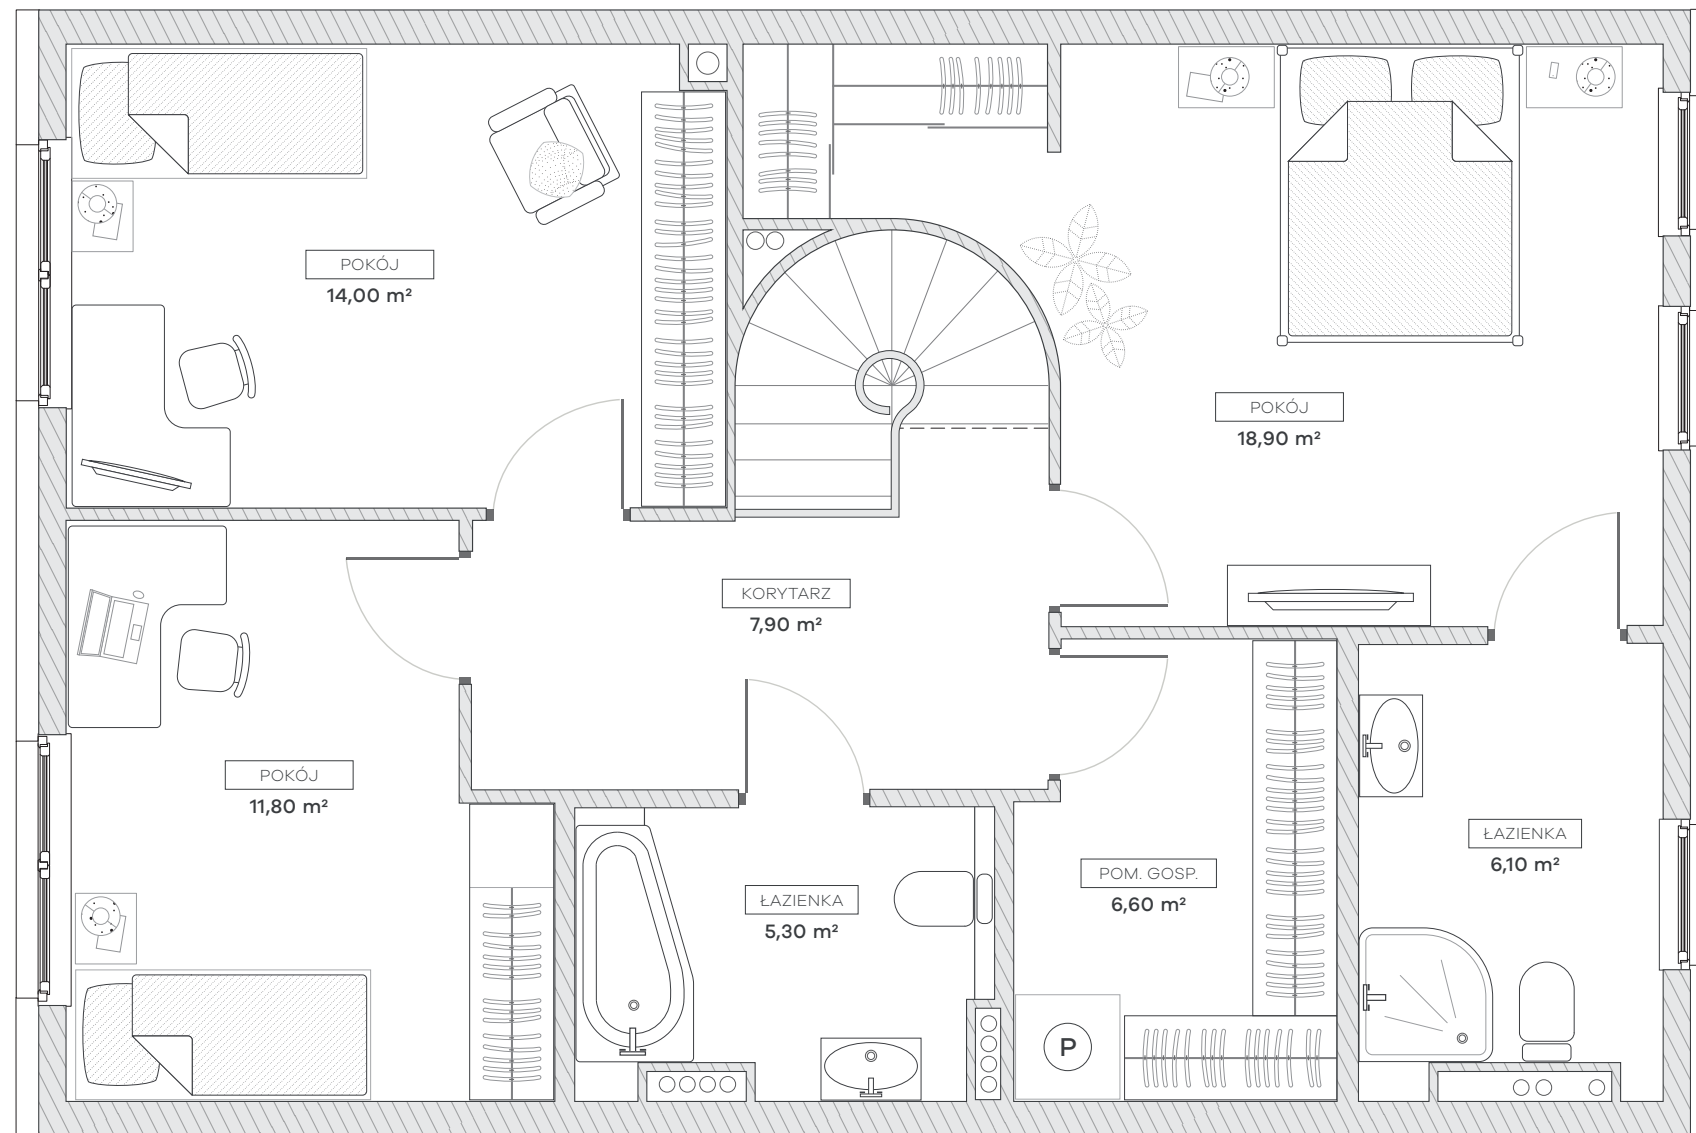 POKÓJ
14,00 m²
POKÓJ
18,90 m²
KORYTARZ
7,90 m²
POKÓJ
11,80 m²
ŁAZIENKA
5,30 m²
POM. GOSP.
6,60 m²
ŁAZIENKA
6,10 m²
P